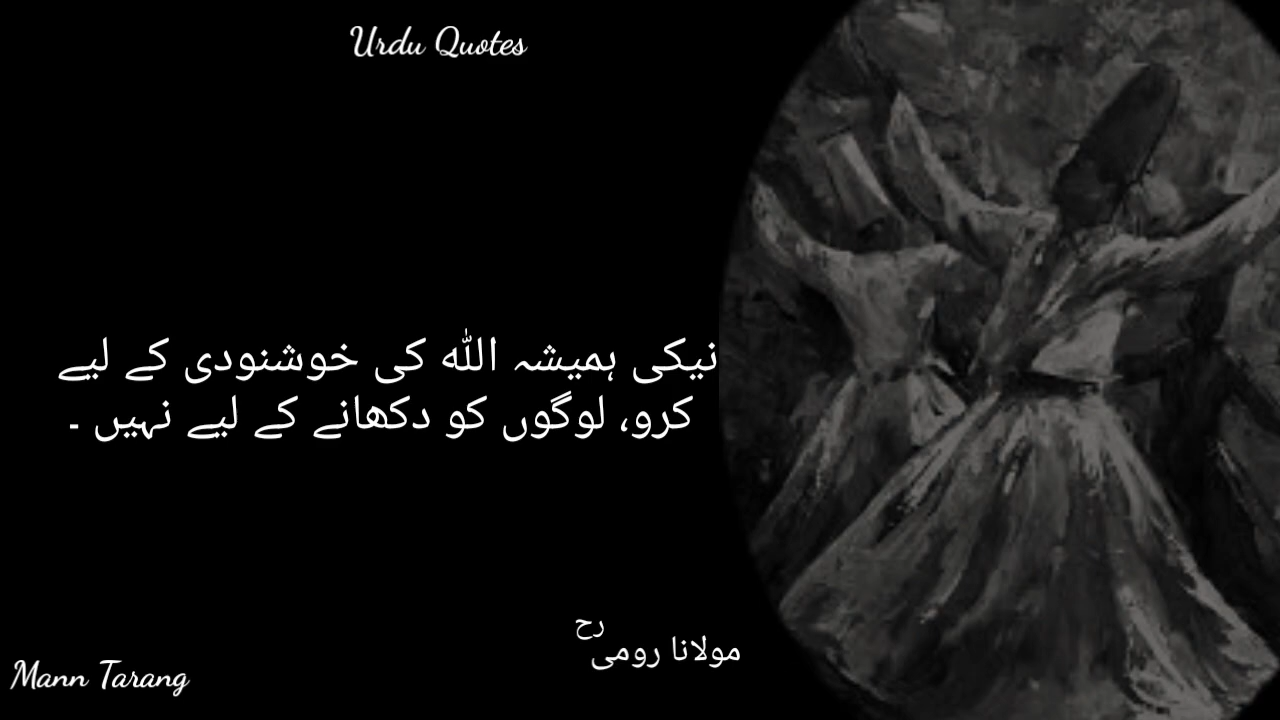 Urdu Quotes
نیکی ہمیشہ اللہ کی خوشنودی کے لیے
کرو، لوگوں کو دکھانے کے لیے نہیں ۔
رح
مولانا رومی
Mann Tarang